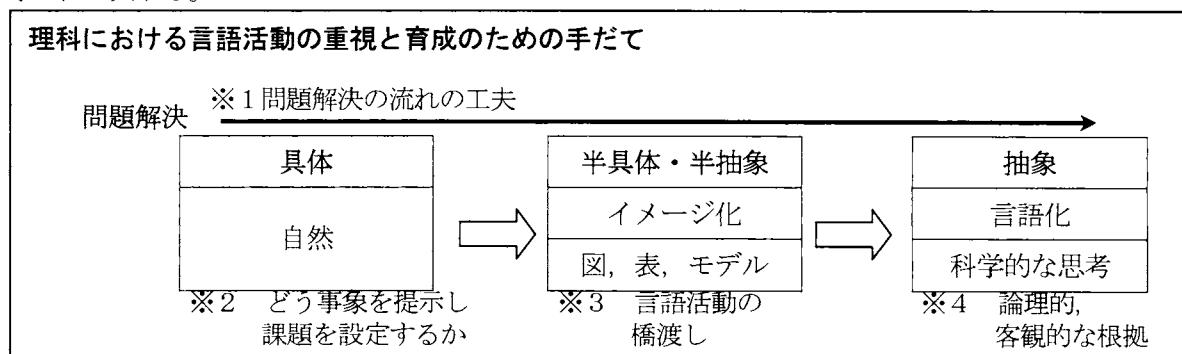 理科における言語活動の重視と育成のための手だて
※1問題解決の流れの工夫
問題解決
具体
半具体・半抽象
抽象
自然
イメージ化
言語化
図，表，モデル
科学的な思考
※2　どう事象を提示し
課題を設定するか
※3　言語活動の
橋渡し
※4　論理的，
客観的な根拠